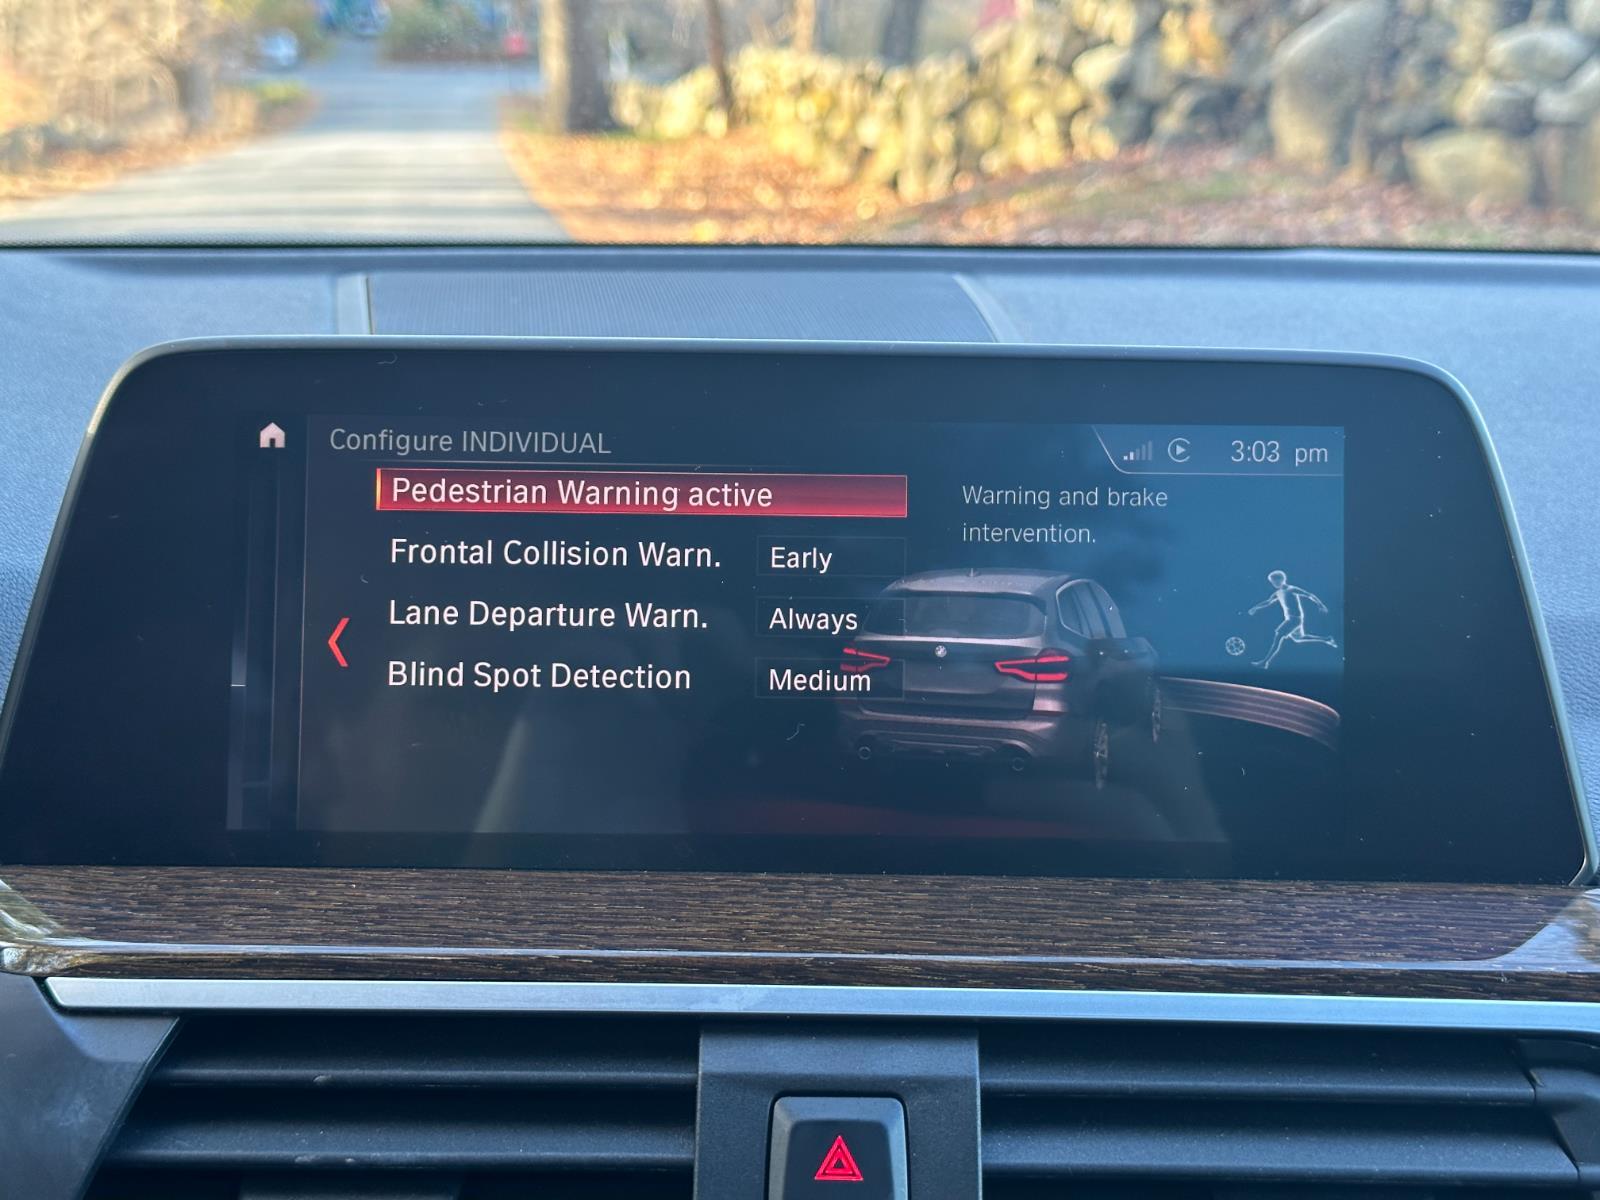 Configure INDIVIDUAL
3:03 pm
Pedestrian Warning active
Warning and brake
intervention.
Frontal Collision Warn. Early
Lane Departure Warn. Always
Blind Spot Detection Medium